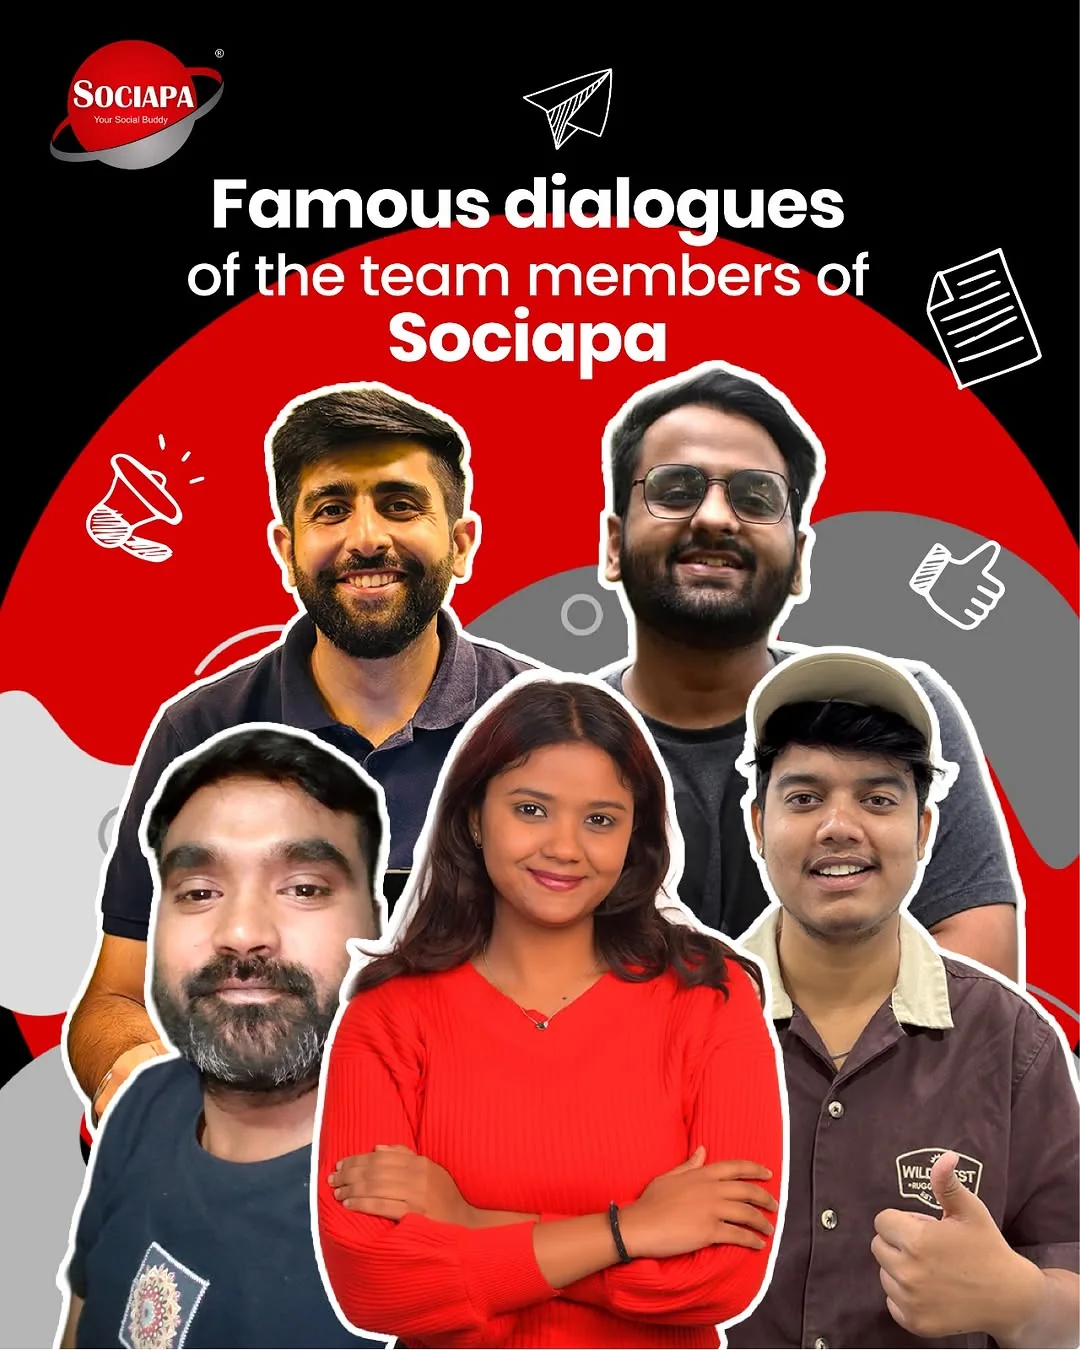 SOCIAPA
®
Your Social Buddy
Famous dialogues
of the team members of
Sociapa